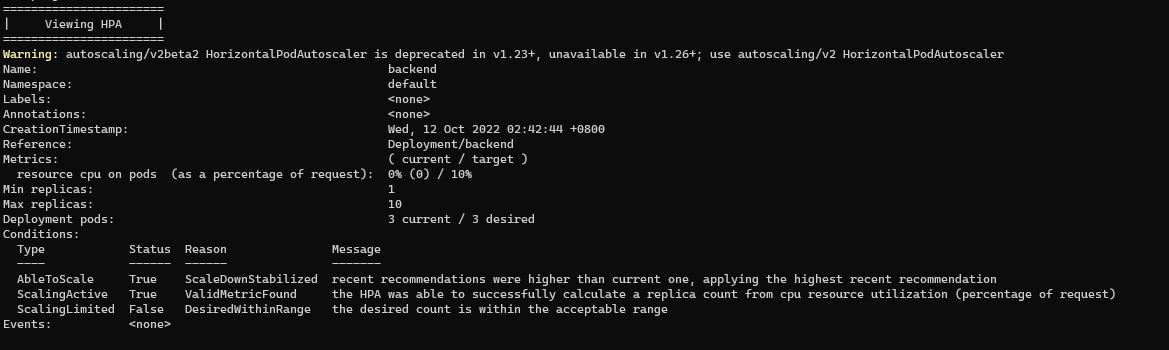 ========================
|     Viewing HPA     |
========================
Warning: autoscaling/v2beta2 HorizontalPodAutoscaler is deprecated in v1.23+, unavailable in v1.26+; use autoscaling/v2 HorizontalPodAutoscaler
Name:                                                  backend
Namespace:                                             default
Labels:                                                <none>
Annotations:                                           <none>
CreationTimestamp:                                     Wed, 12 Oct 2022 02:42:44 +0800
Reference:                                             Deployment/backend
Metrics:                                               ( current / target )
  resource cpu on pods  (as a percentage of request):  0% (0) / 10%
Min replicas:                                          1
Max replicas:                                          10
Deployment pods:                                       3 current / 3 desired
Conditions:
  Type            Status  Reason               Message
  ----            ------  ------               -------
  AbleToScale     True    ScaleDownStabilized  recent recommendations were higher than current one, applying the highest recent recommendation
  ScalingActive   True    ValidMetricFound     the HPA was able to successfully calculate a replica count from cpu resource utilization (percentage of request)
  ScalingLimited  False   DesiredWithinRange   the desired count is within the acceptable range
Events:           <none>